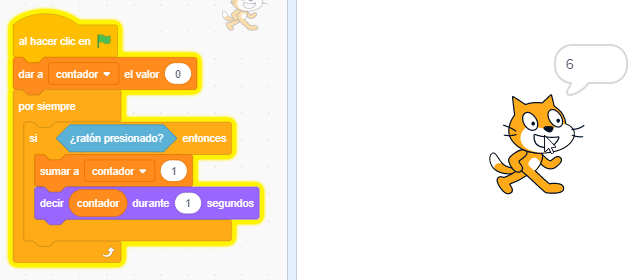 al hacer clic en
dar a contador el valor 0
por siempre
si ¿ratón presionado? entonces
sumar a contador 1
decir contador durante 1 segundos
6